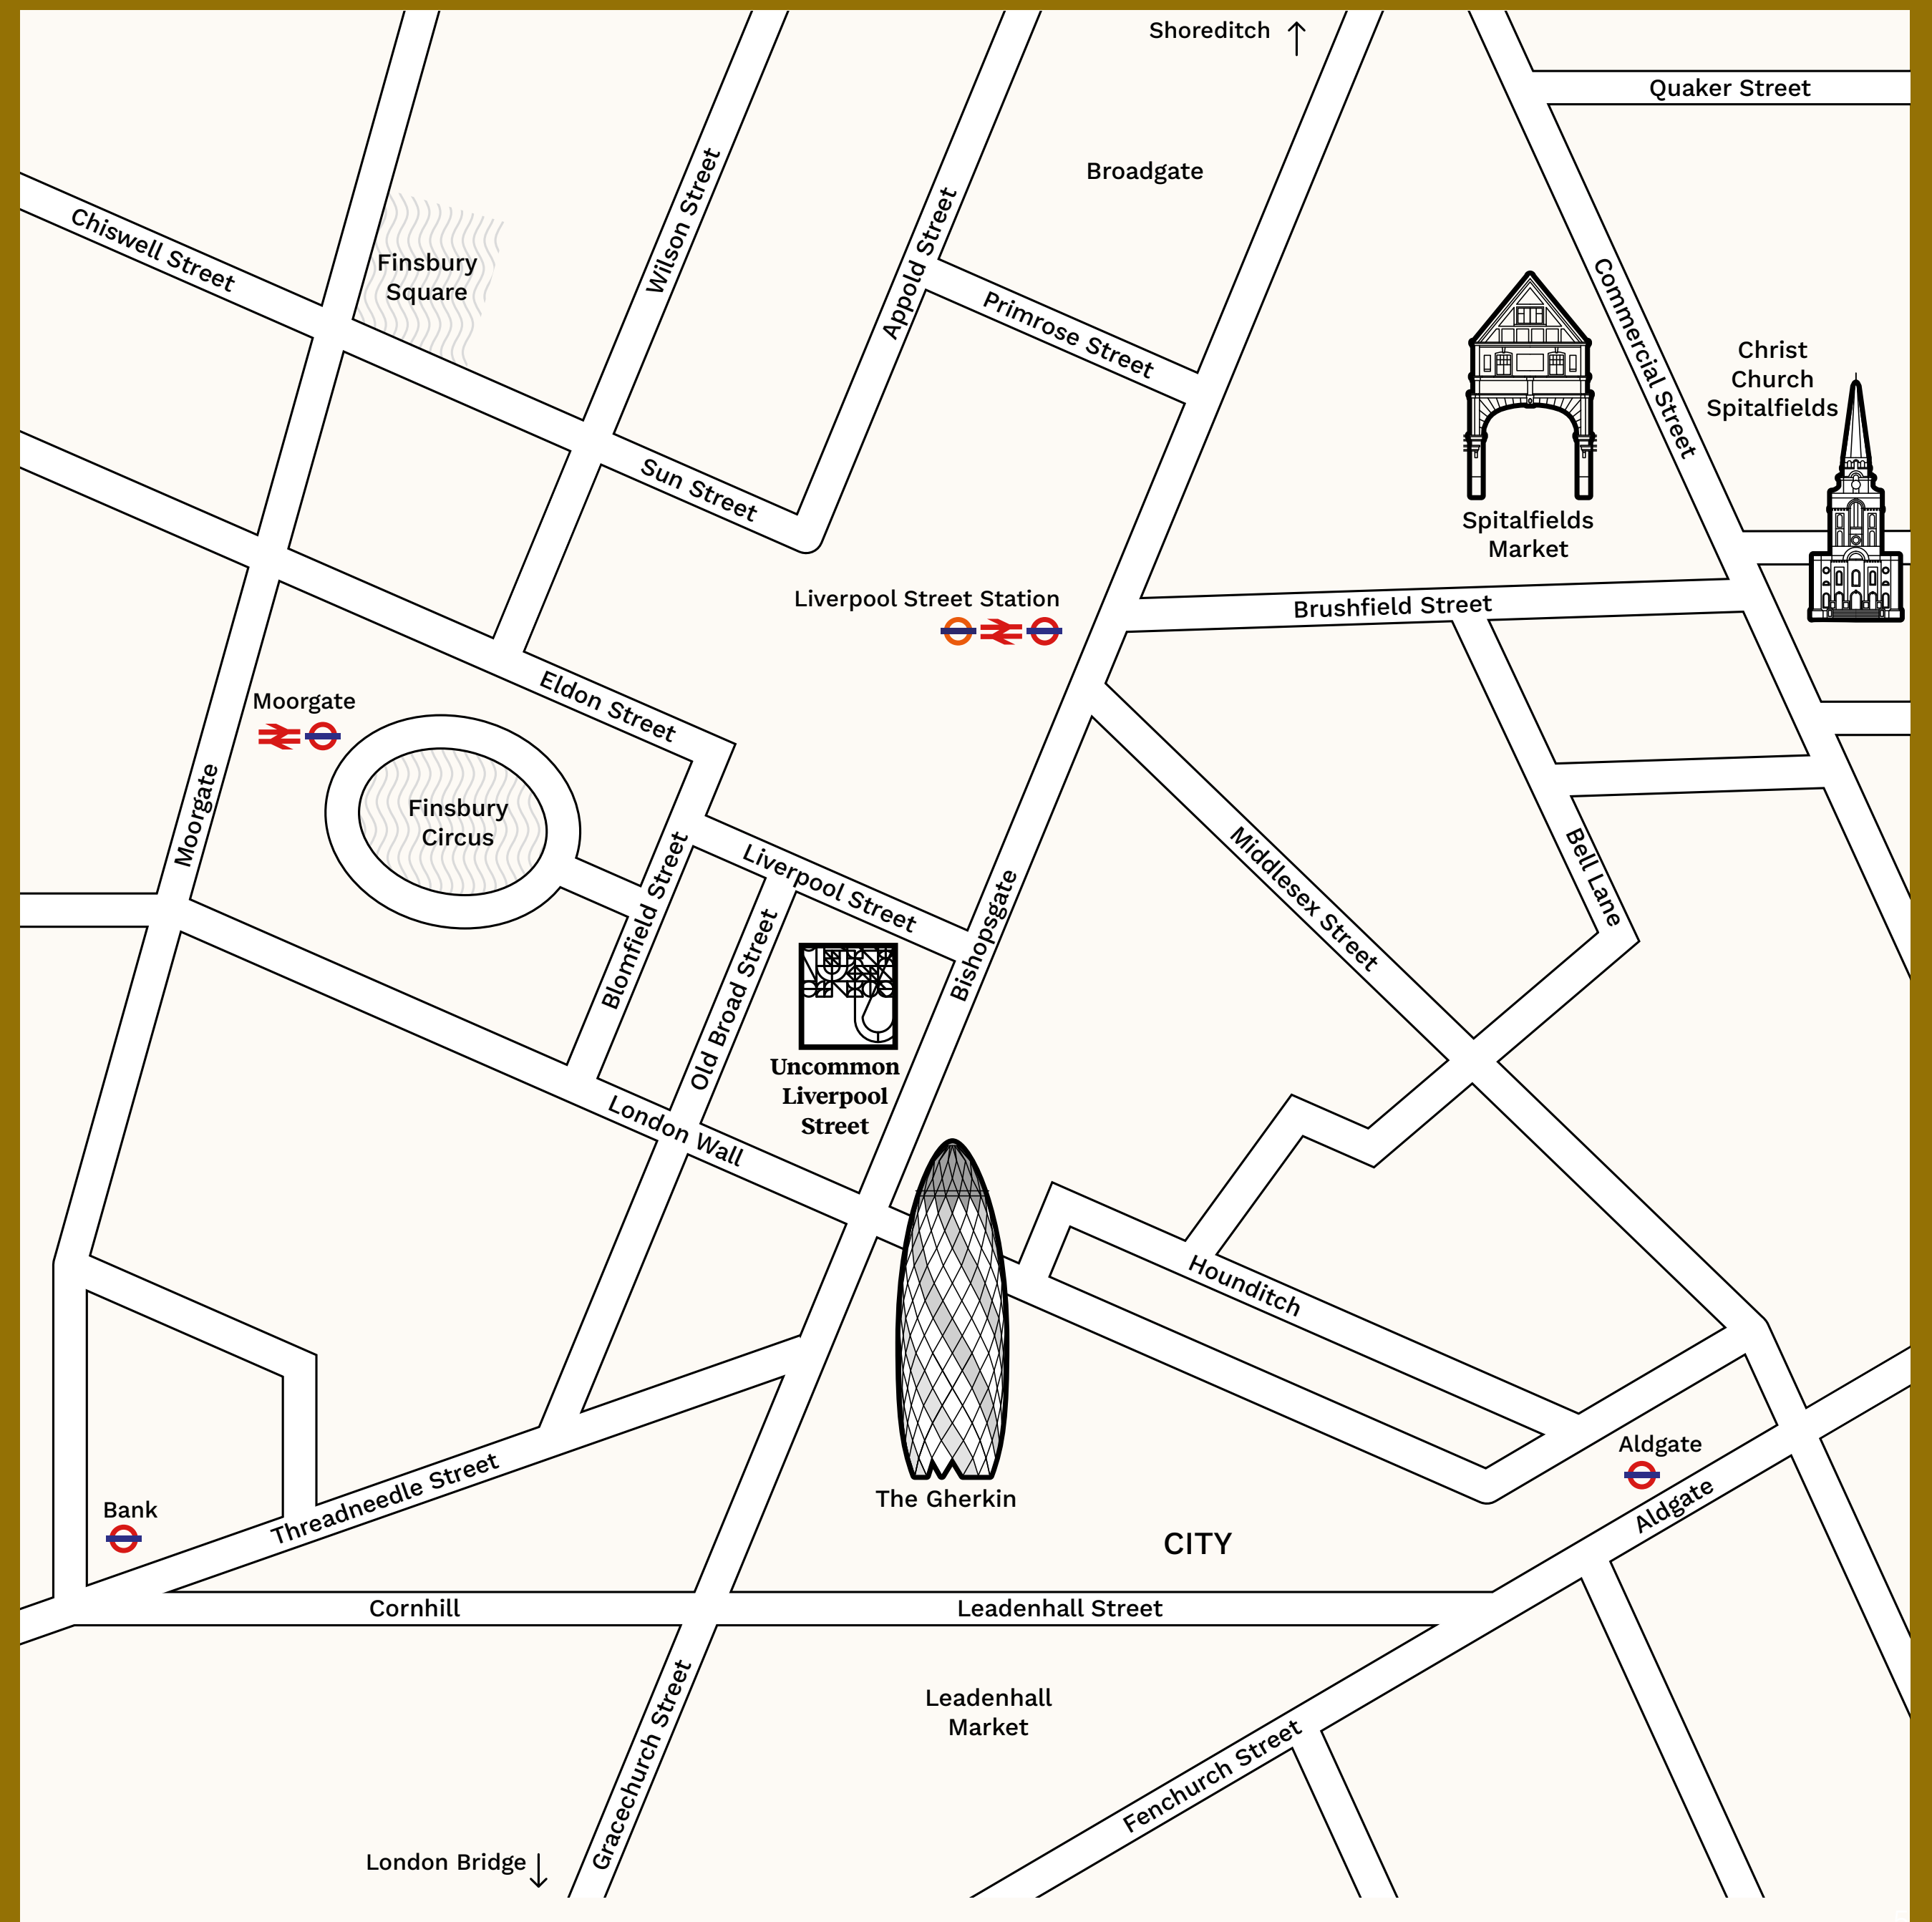 Shoreditch
Quaker Street
Broadgate
Chiswell Street
Finsbury
Square
Wilson Street
Appold Street
Primrose Street
Commercial Street
Christ
Church
Spitalfields
Sun Street
Spitalfields
Market
Liverpool Street Station
Brushfield Street
Moorgate
Eldon Street
Moorgate
Finsbury
Circus
Blomfield Street
Liverpool Street
Old Broad Street
Bishopsgate
Middlesex Street
Bell Lane
Uncommon
Liverpool
Street
London Wall
Hounditch
The Gherkin
Aldgate
Aldgate
Bank
Threadneedle Street
CITY
Cornhill
Leadenhall Street
Leadenhall
Market
Gracechurch Street
Fenchurch Street
London Bridge